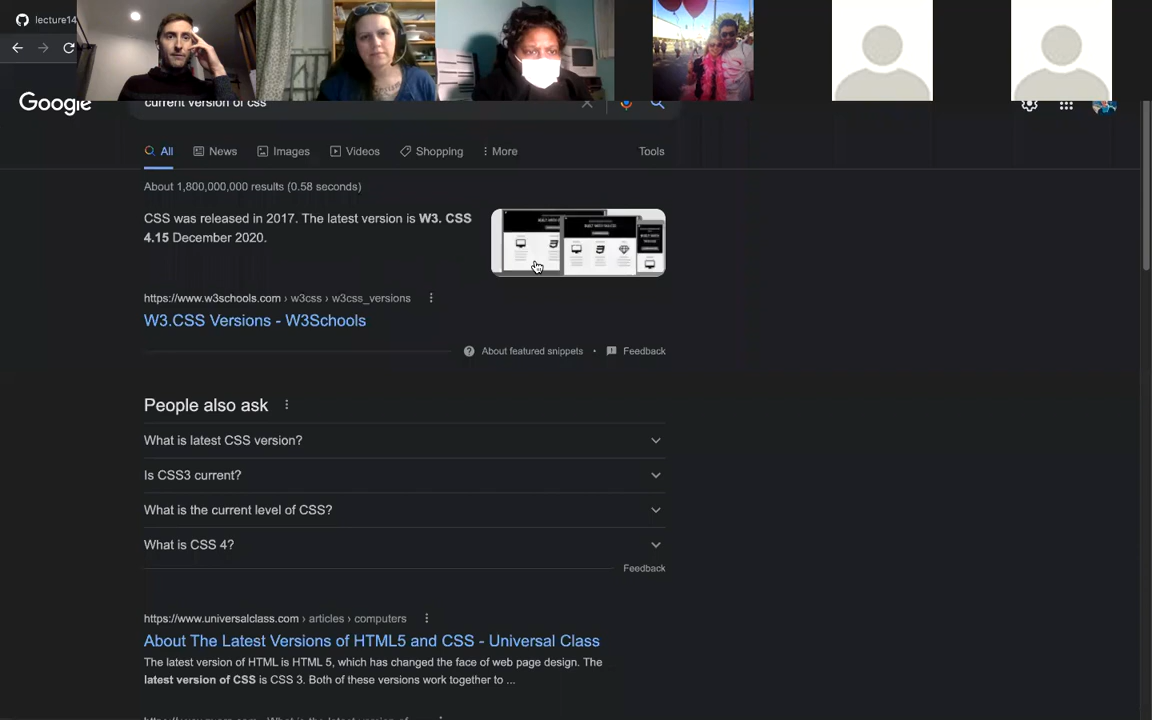 lecture14
Google
current version of css
All
News
Images
Videos
Shopping
More
Tools
About 1,800,000,000 results (0.58 seconds)
CSS was released in 2017. The latest version is W3. CSS
4.15 December 2020.
https://www.w3schools.com › w3css › w3css_versions
W3.CSS Versions - W3Schools
About featured snippets • Feedback
People also ask
What is latest CSS version?
Is CSS3 current?
What is the current level of CSS?
What is CSS 4?
Feedback
https://www.universalclass.com › articles › computers
About The Latest Versions of HTML5 and CSS - Universal Class
The latest version of HTML is HTML 5, which has changed the face of web page design. The
latest version of CSS is CSS 3. Both of these versions work together to ...